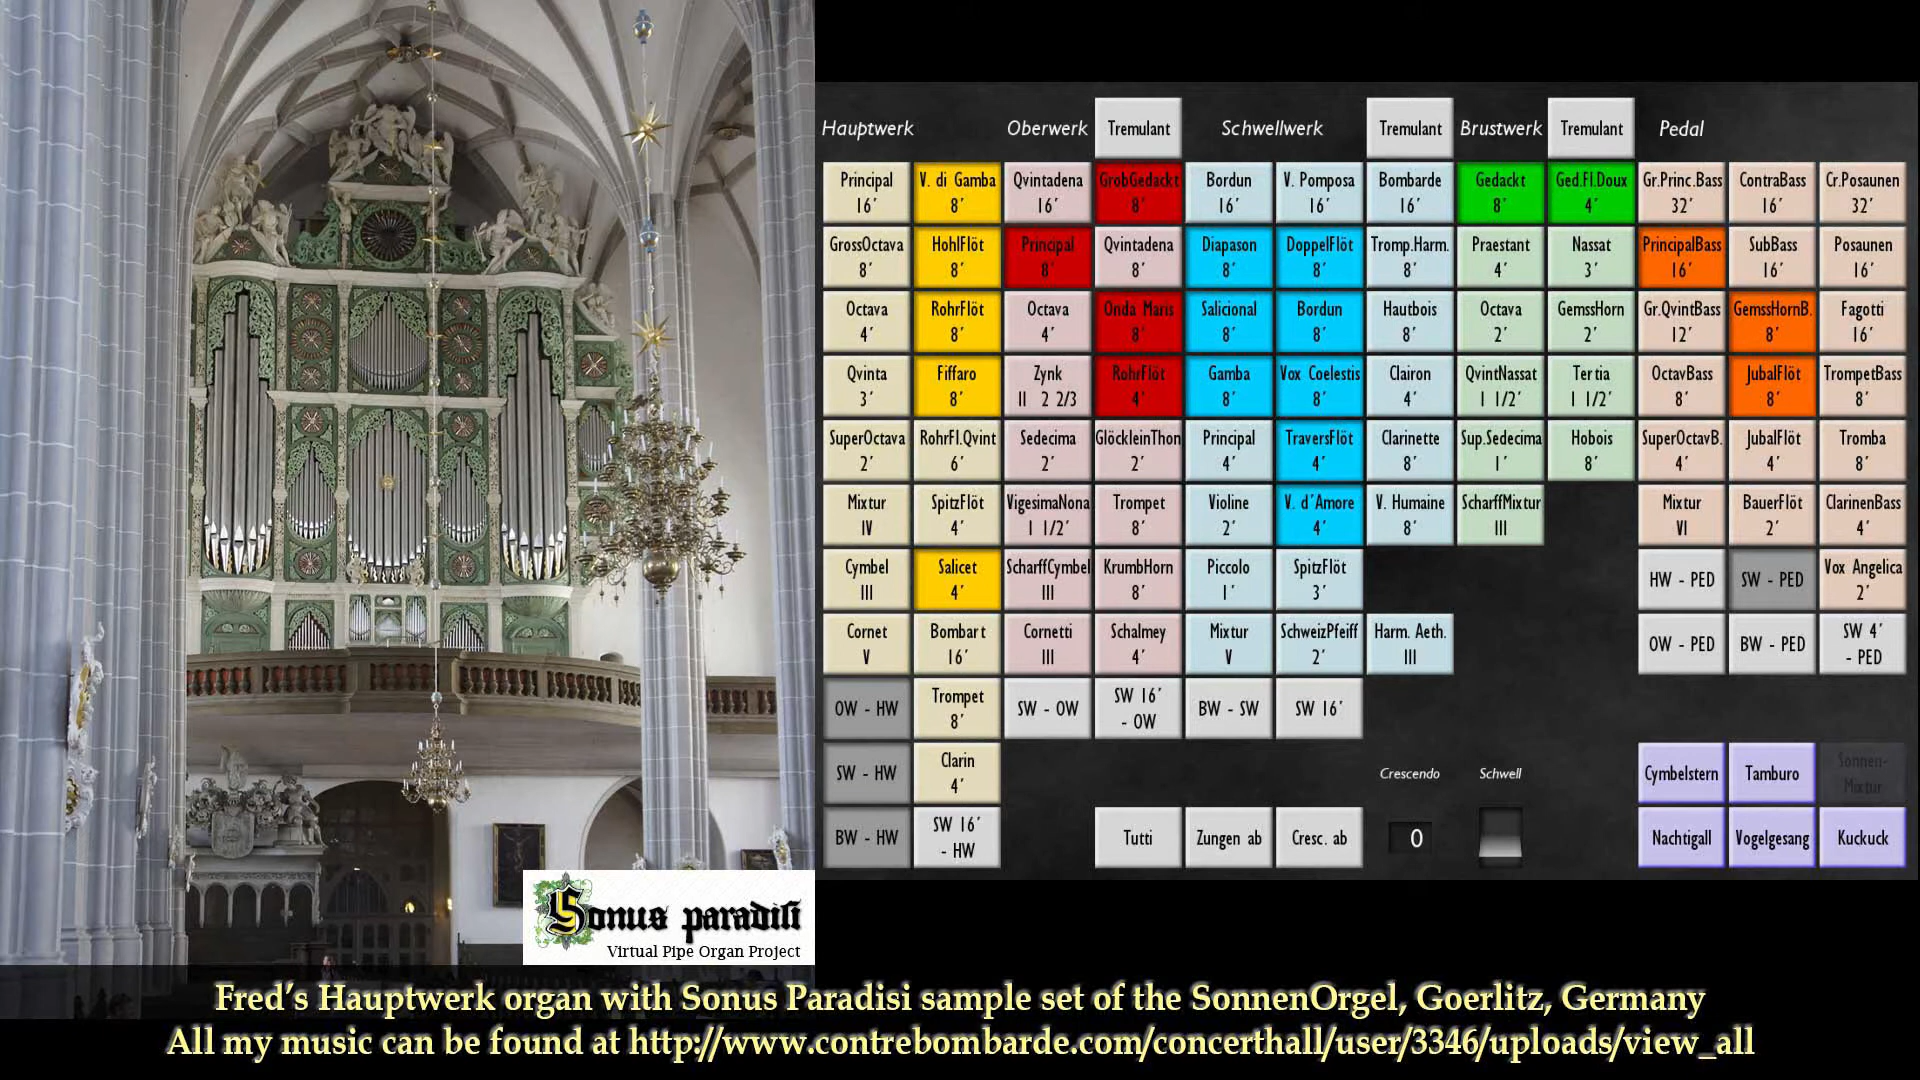 Hauptwerk Oberwerk Tremulant Schwellwerk Tremulant Brustwerk Tremulant Pedal
Principal V. di Gamba Qvintadena GrobGedackt Bordun V. Pomposa Bombarde Gedackt Ged.Fl.Doux Gr.Princ.Bass ContraBass Cr.Posaunen
16' 8' 16' 8' 16' 16' 16' 8' 4' 32' 16' 32'
GrossOctava HohlFlöt Principal Qvintadena Diapason DoppelFlöt Tromp.Harm. Praestant Nassat PrincipalBass SubBass Posaunen
8' 8' 8' 8' 8' 8' 8' 4' 3' 16' 16' 16'
Octava RohrFlöt Octava Onda Maris Salicional Bordun Hautbois Octava GemssHorn Gr.QvintBass GemssHornB. Fagotti
4' 8' 4' 8' 8' 8' 8' 2' 2' 12' 8' 16'
Qvinta Fiffaro Zynk RohrFlöt Gamba Vox Coelestis Clairon QvintNassat Tertia OctavBass JubalFlöt TrompetBass
3' 8' II 2 2/3 4' 8' 8' 4' 1 1/2' 1 1/2' 8' 8' 8'
SuperOctava RohrFl.Qvint Sedecima GlöckleinThon Principal TraversFlöt Clarinette Sup.Sedecima Hobois SuperOctavB. JubalFlöt Tromba
2' 6' 2' 2' 4' 4' 8' 1' 8' 4' 4' 8'
Mixtur SpitzFlöt VigesimaNona Trompet Violine V. d'Amore V. Humaine ScharffMixtur Mixtur BauerFlöt ClarinenBass
IV 4' 1 1/2' 8' 2' 4' 8' III VI 2' 4'
Cymbel Salicet ScharffCymbel KrumbHorn Piccolo SpitzFlöt HW - PED SW - PED Vox Angelica
III 4' III 8' 1' 3' 2'
Cornet Bombart Cornetti Schalmey Mixtur SchweizPfeiff Harm. Aeth. OW - PED BW - PED SW 4'
V 16' III 4' V 2' III - PED
OW - HW Trompet SW - OW SW 16' BW - SW SW 16'
8' - OW
SW - HW Clarin Crescendo Schwell Cymbelstern Tamburo Sonnen-
4' Mixtur
BW - HW SW 16' Tutti Zungen ab Cresc. ab 0 Nachtigall Vogelgesang Kuckuck
- HW
Sonus paradisi
Virtual Pipe Organ Project
Fred's Hauptwerk organ with Sonus Paradisi sample set of the SonnenOrgel, Goerlitz, Germany
All my music can be found at http://www.contrebombarde.com/concerthall/user/3346/uploads/view_all